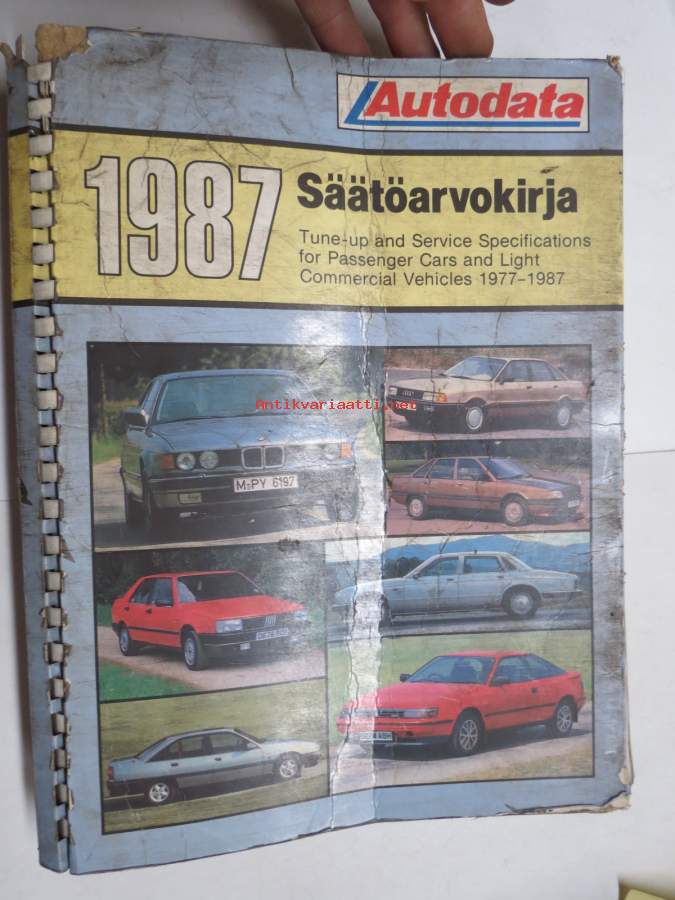 Autodata
1987
Säätöarvokirja
Tune-up and Service Specifications
for Passenger Cars and Light
Commercial Vehicles 1977-1987
Antikvariaatti.net
M·PY 6197